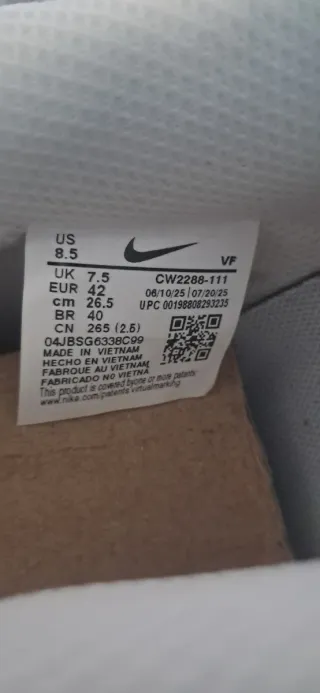 US
8.5
VF
UK 7.5
EUR 42
cm 26.5
BR 40
CN 265 (2.5)
CW2288-111
06/10/25 | 07/20/25
UPC 00198808293235
04JBSG6338C99
MADE IN VIETNAM
HECHO EN VIETNAM
FABRIQUE AU VIETNAM
FABRICADO NO VIETNA
This product is covered by one or more patents
www.nike.com/patents virtual marking